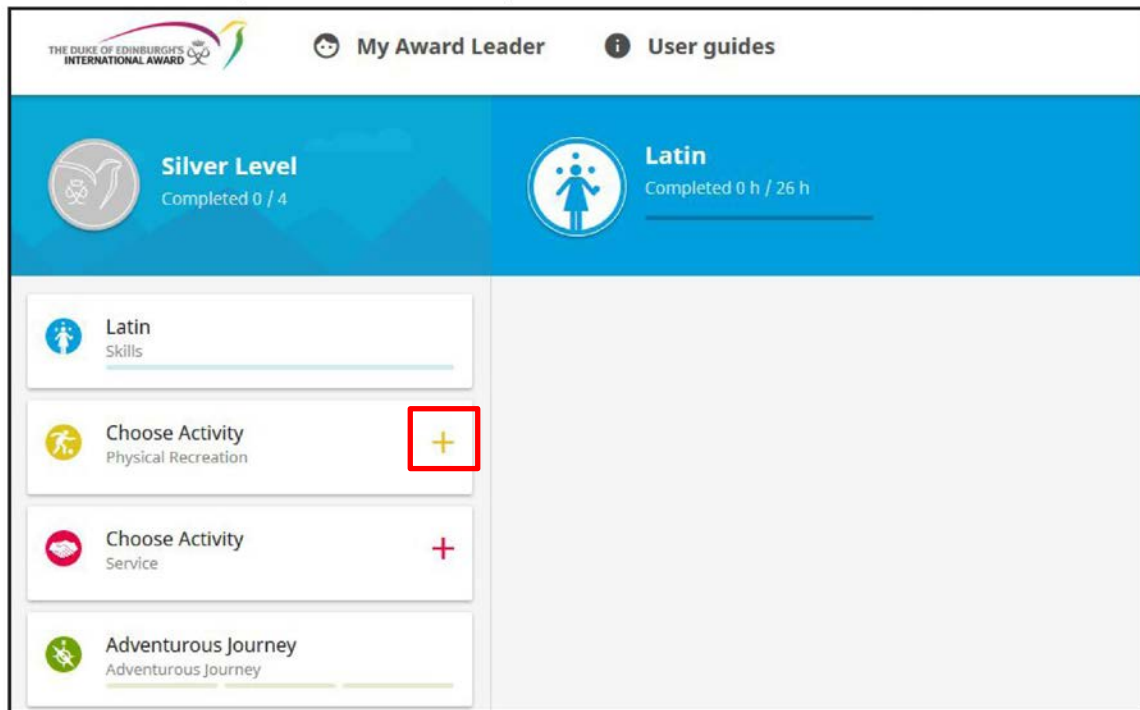 THE DUKE OF EDINBURGH'S
INTERNATIONAL AWARD
My Award Leader
User guides
Silver Level
Completed 0 / 4
Latin
Completed 0 h / 26 h
Latin
Skills
Choose Activity
Physical Recreation
Choose Activity
Service
Adventurous Journey
Adventurous Journey